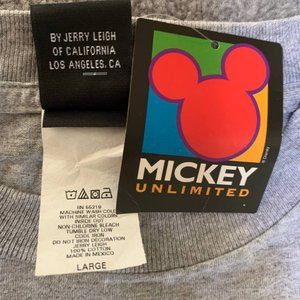 BY JERRY LEIGH
OF CALIFORNIA
LOS ANGELES, CA
RN 55219
MACHINE WASH COLD
WITH SIMILAR COLORS
INSIDE OUT
NON-CHLORINE BLEACH
TUMBLE DRY LOW
COOL IRON
DO NOT IRON DECORATION
JERRY LEIGH
100% COTTON
MADE IN MEXICO
LARGE
MICKEY
UNLIMITED